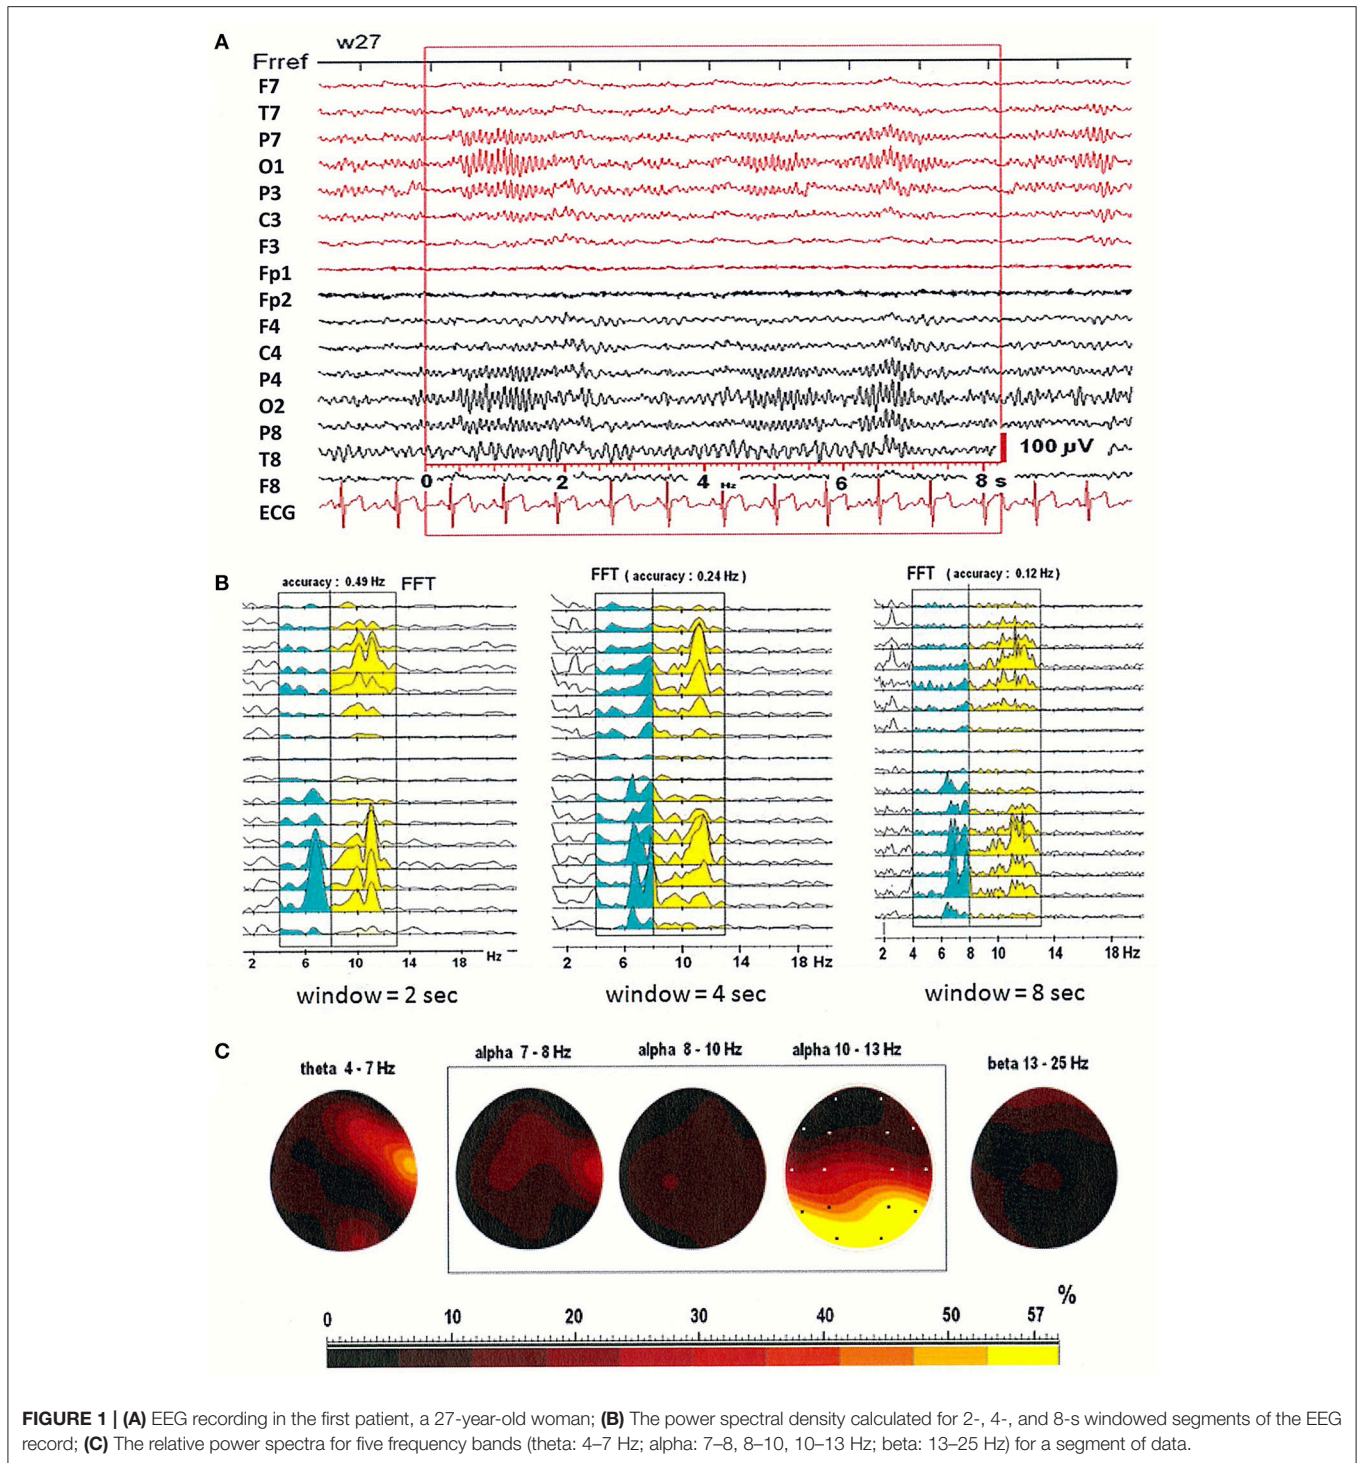 A
w27
Frref
F7
T7
P7
O1
P3
C3
F3
Fp1
Fp2
F4
C4
P4
O2
P8
T8
100 µV
F8
0 2 4 Hz 6 8 s
ECG
B
accuracy : 0.49 Hz FFT
FFT ( accuracy : 0.24 Hz )
FFT ( accuracy : 0.12 Hz )
2 6 10 14 18 Hz
2 6 10 14 18 Hz
2 4 6 8 10 14 18 Hz
window = 2 sec
window = 4 sec
window = 8 sec
C
theta 4 - 7 Hz
alpha 7 - 8 Hz
alpha 8 - 10 Hz
alpha 10 - 13 Hz
beta 13 - 25 Hz
0 10 20 30 40 50 57 %
FIGURE 1 | (A) EEG recording in the first patient, a 27-year-old woman; (B) The power spectral density calculated for 2-, 4-, and 8-s windowed segments of the EEG
record; (C) The relative power spectra for five frequency bands (theta: 4–7 Hz; alpha: 7–8, 8–10, 10–13 Hz; beta: 13–25 Hz) for a segment of data.